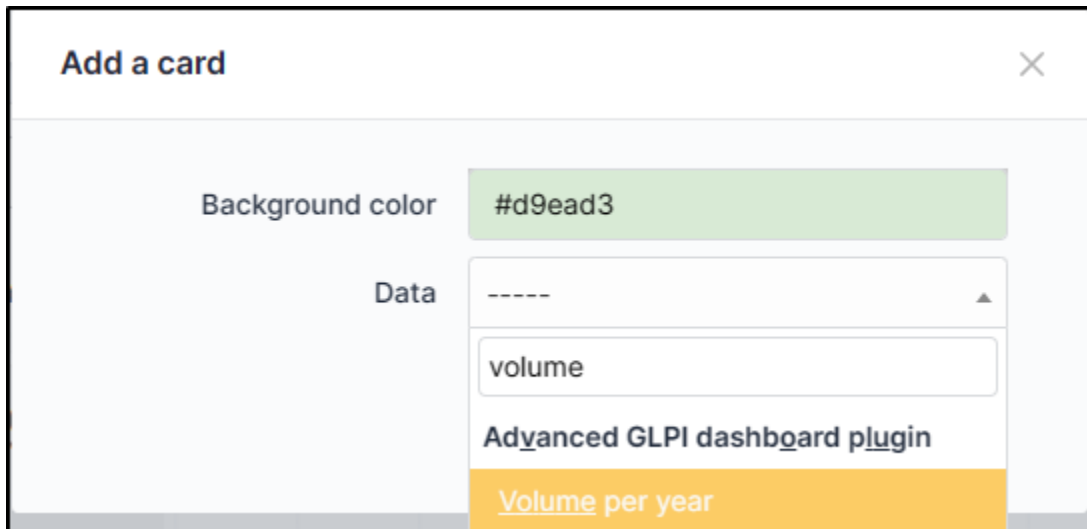 Add a card
Background color
#d9ead3
Data
-----
volume
Advanced GLPI dashboard plugin
Volume per year